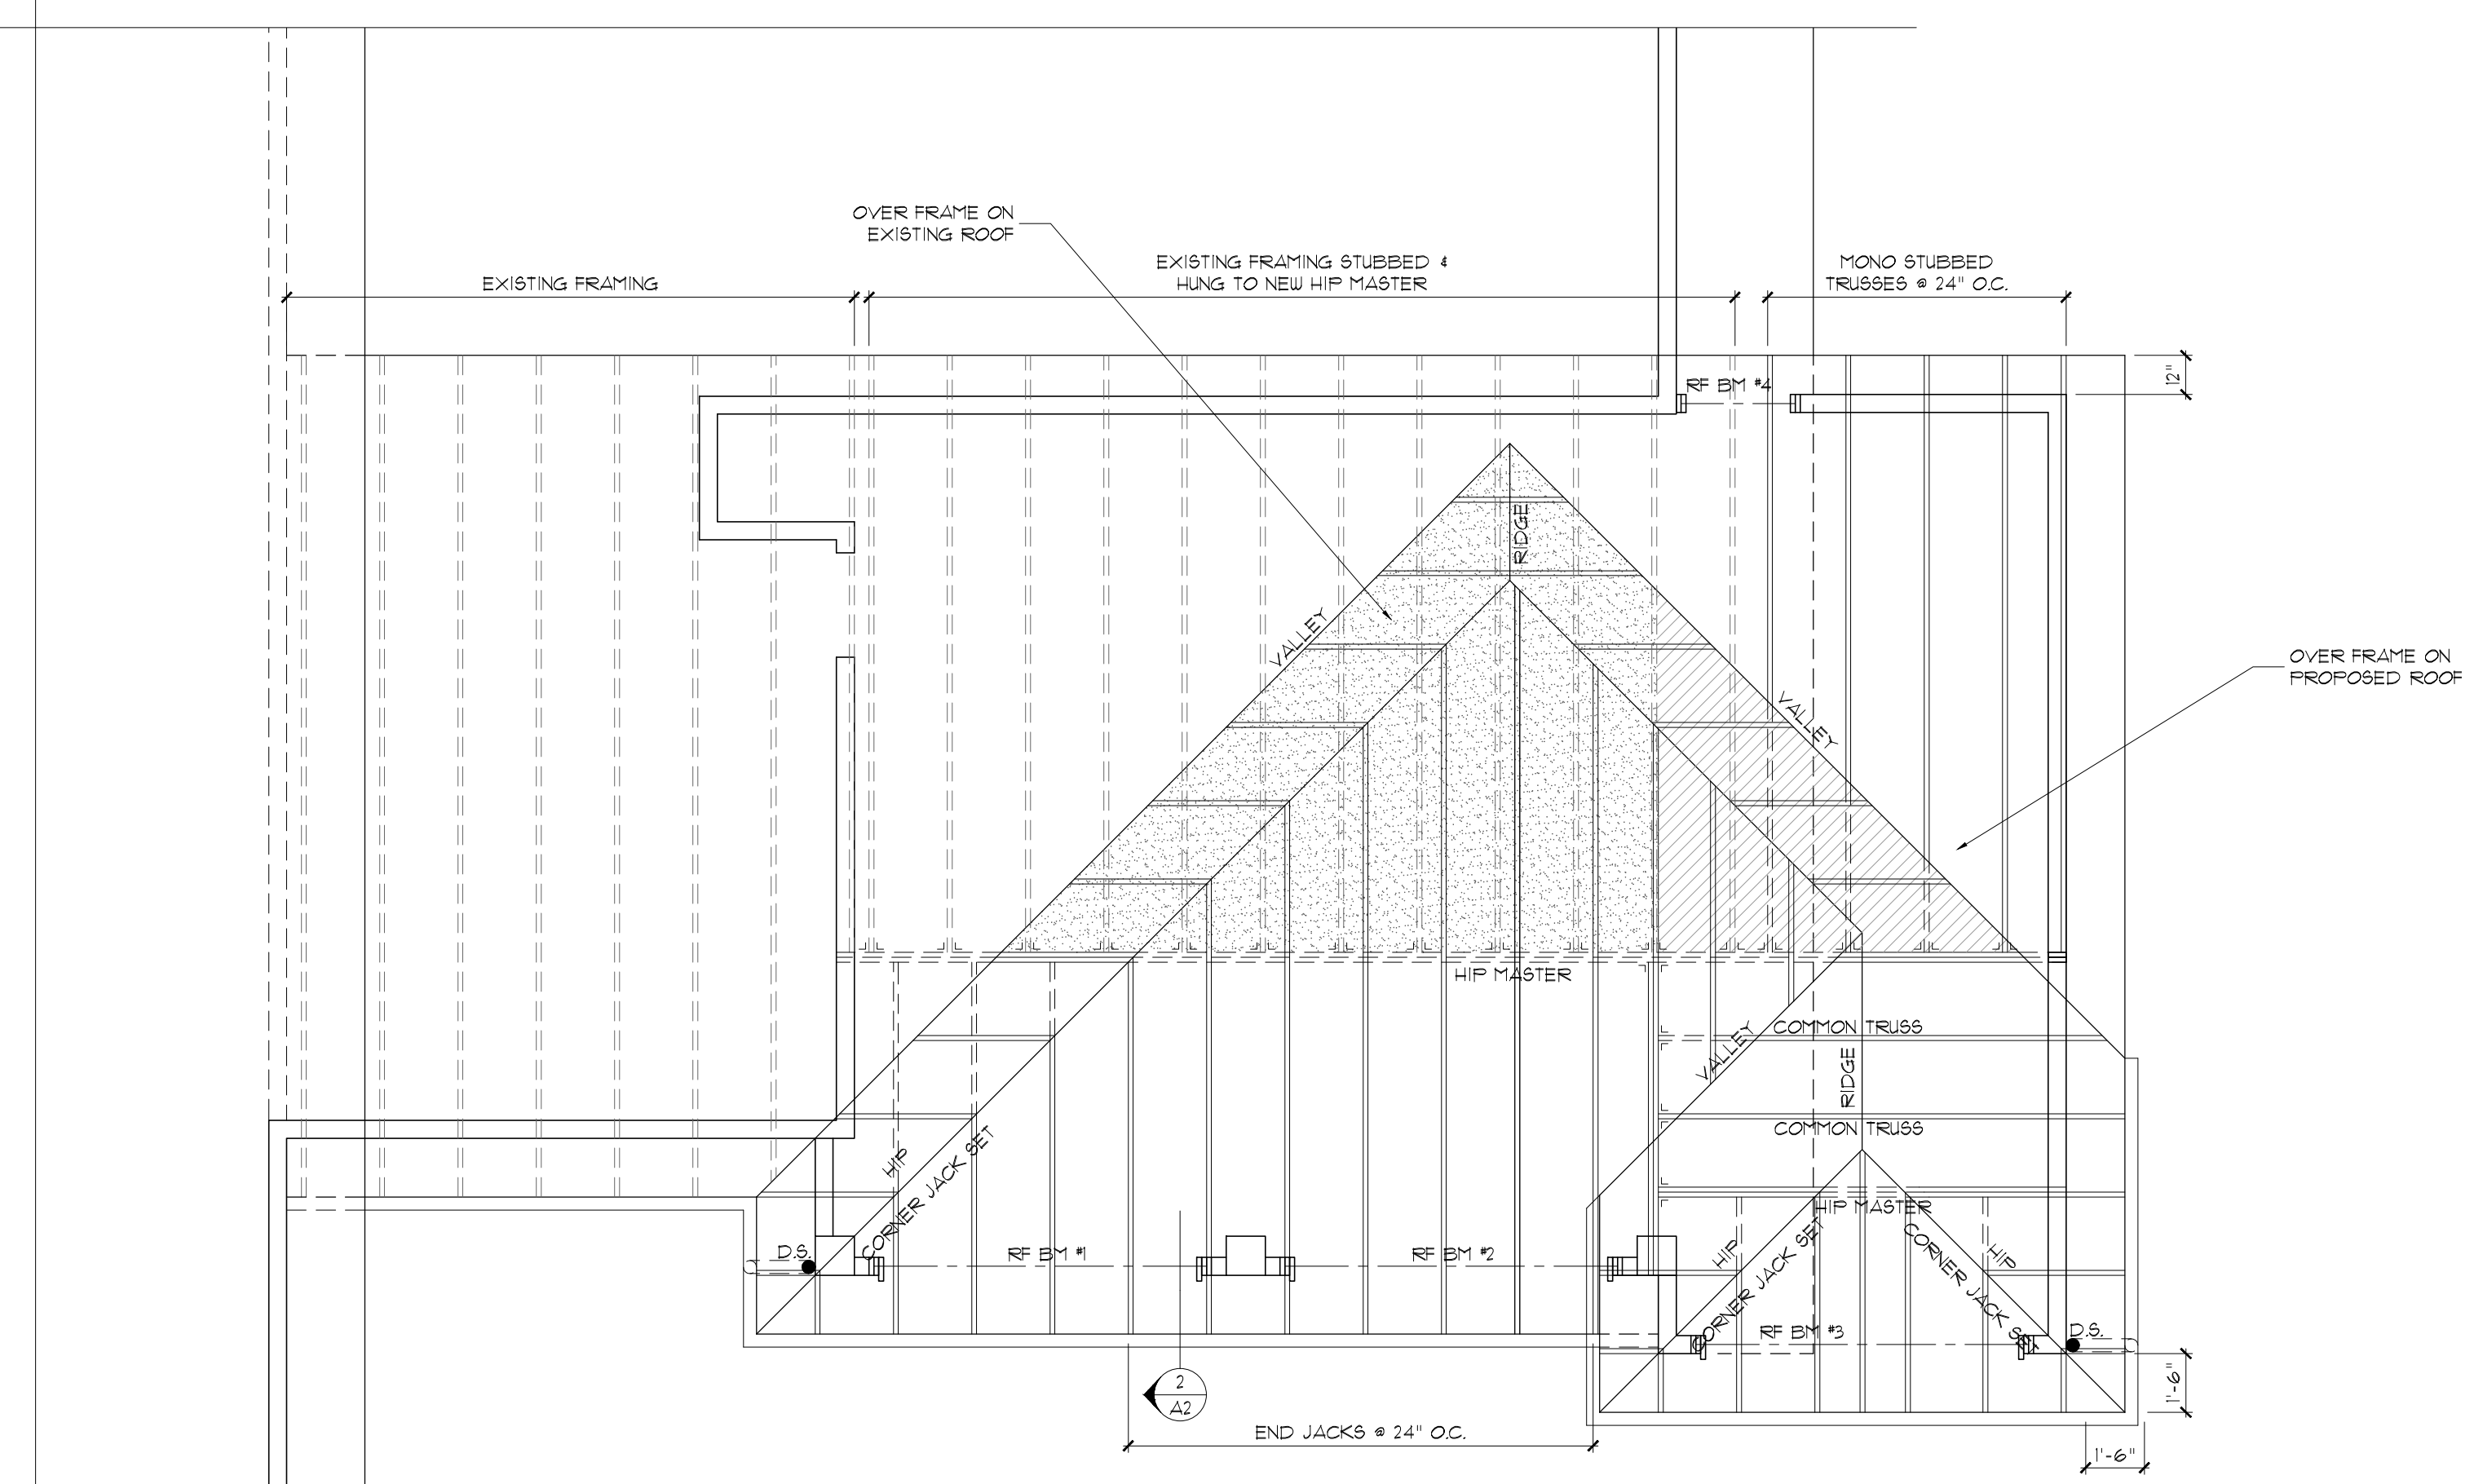 OVER FRAME ON
EXISTING ROOF
EXISTING FRAMING
EXISTING FRAMING STUBBED &
HUNG TO NEW HIP MASTER
MONO STUBBED
TRUSSES @ 24" O.C.
12"
RF BM #4
RIDGE
VALLEY
OVER FRAME ON
PROPOSED ROOF
VALLEY
HIP MASTER
COMMON TRUSS
VALLEY
RIDGE
COMMON TRUSS
HIP
CORNER JACK SET
HIP MASTER
D.S.
RF BM #1
RF BM #2
HIP
CORNER JACK SET
HIP
CORNER JACK SET
RF BM #3
D.S.
2
A2
1'-6"
END JACKS @ 24" O.C.
1'-6"